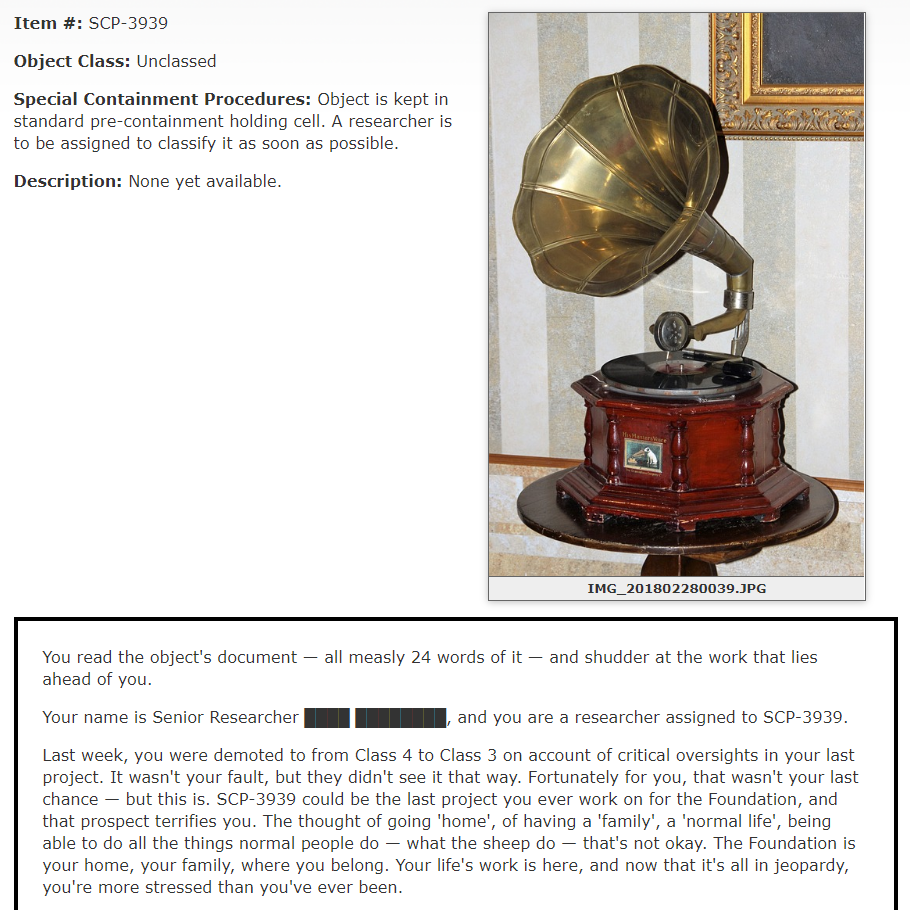 Item #: SCP-3939
Object Class: Unclassed
Special Containment Procedures: Object is kept in
standard pre-containment holding cell. A researcher is
to be assigned to classify it as soon as possible.
Description: None yet available.
His Master's Voice
IMG_201802280039.JPG
You read the object's document — all measly 24 words of it — and shudder at the work that lies
ahead of you.
Your name is Senior Researcher ████ ████████, and you are a researcher assigned to SCP-3939.
Last week, you were demoted to from Class 4 to Class 3 on account of critical oversights in your last
project. It wasn't your fault, but they didn't see it that way. Fortunately for you, that wasn't your last
chance — but this is. SCP-3939 could be the last project you ever work on for the Foundation, and
that prospect terrifies you. The thought of going 'home', of having a 'family', a 'normal life', being
able to do all the things normal people do — what the sheep do — that's not okay. The Foundation is
your home, your family, where you belong. Your life's work is here, and now that it's all in jeopardy,
you're more stressed than you've ever been.